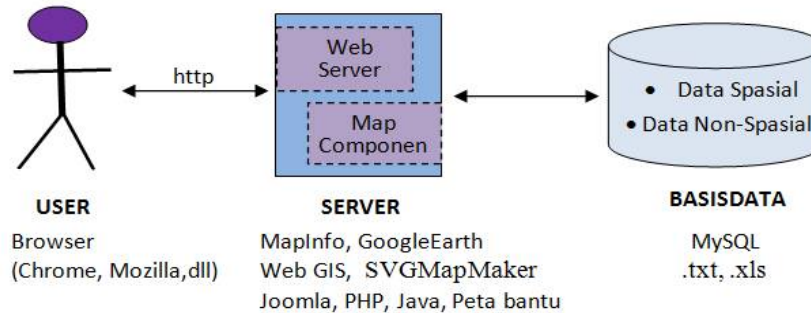 http
Web
Server
Map
Componen
• Data Spasial
• Data Non-Spasial
USER
Browser
(Chrome, Mozilla,dll)
SERVER
MapInfo, GoogleEarth
Web GIS, SVGMapMaker
Joomla, PHP, Java, Peta bantu
BASISDATA
MySQL
.txt, .xls